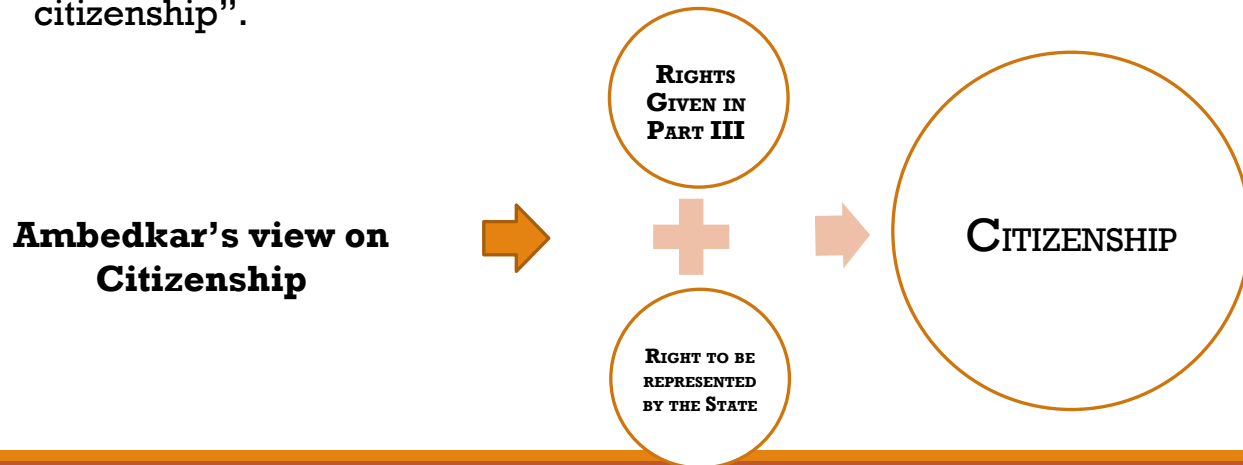 citizenship”.
Ambedkar’s view on
Citizenship
Rights
Given in
Part III
Right to be
represented
by the State
Citizenship